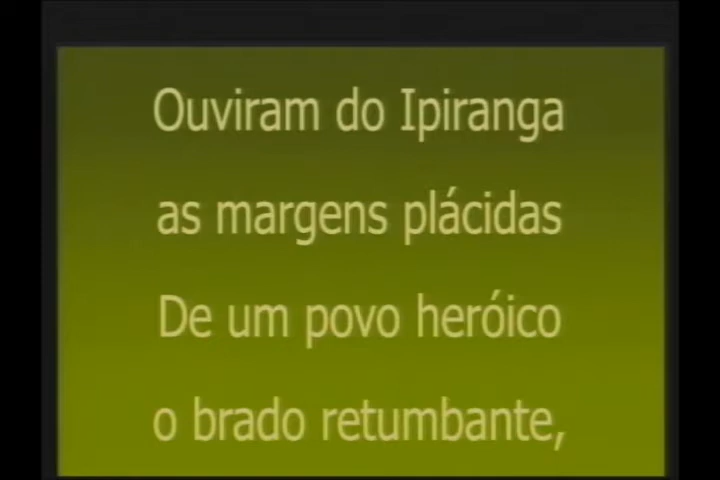 Ouviram do Ipiranga
as margens plácidas
De um povo heróico
o brado retumbante,